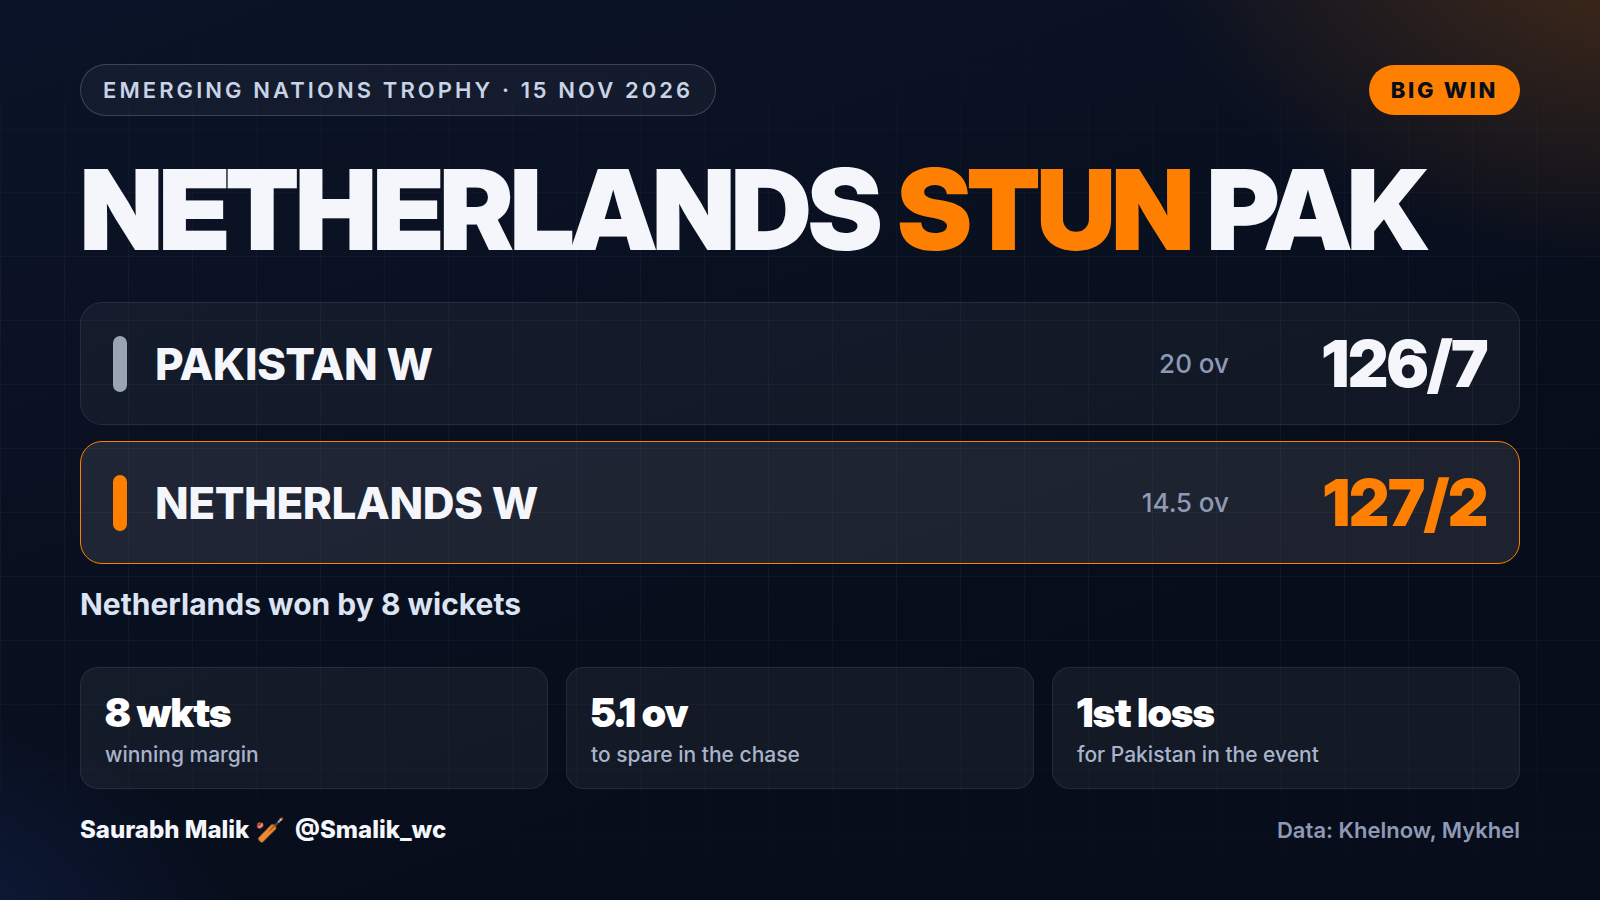 EMERGING NATIONS TROPHY · 15 NOV 2026
BIG WIN
NETHERLANDS STUN PAK
PAKISTAN W 20 ov 126/7
NETHERLANDS W 14.5 ov 127/2
Netherlands won by 8 wickets
8 wkts
winning margin
5.1 ov
to spare in the chase
1st loss
for Pakistan in the event
Saurabh Malik 🏏 @Smalik_wc
Data: Khelnow, Mykhel